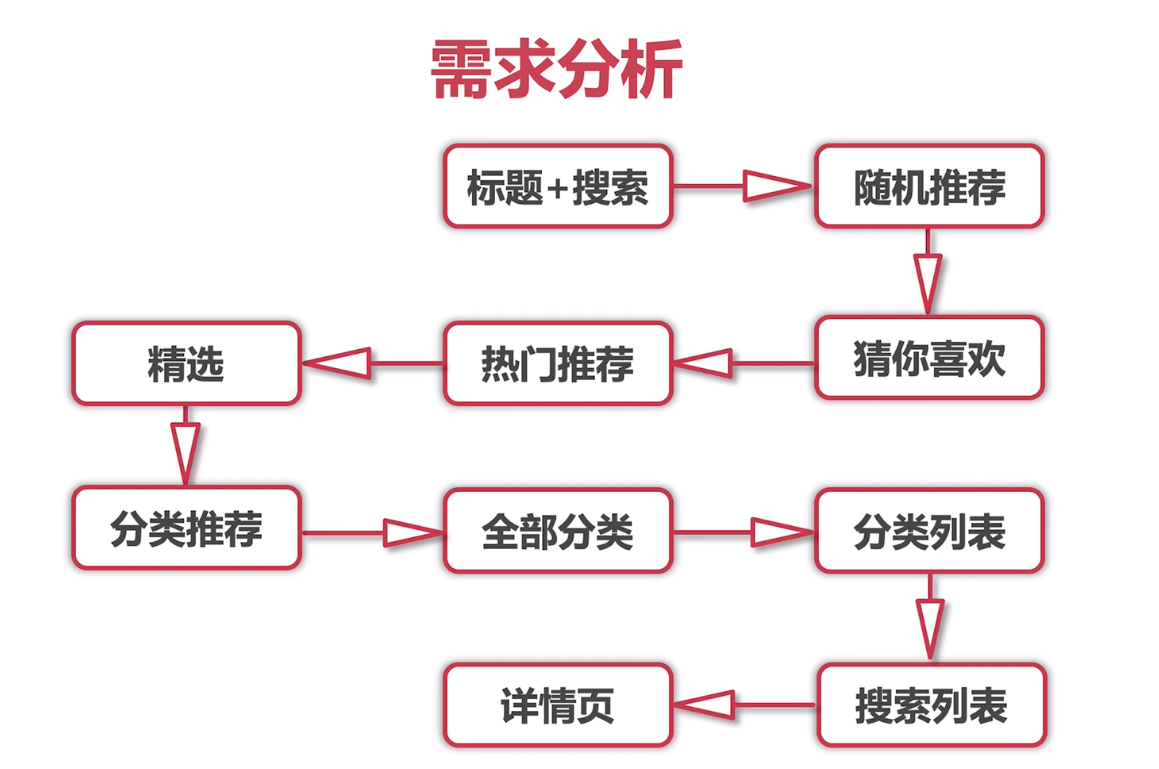 需求分析
标题+搜索
随机推荐
猜你喜欢
热门推荐
精选
分类推荐
全部分类
分类列表
搜索列表
详情页